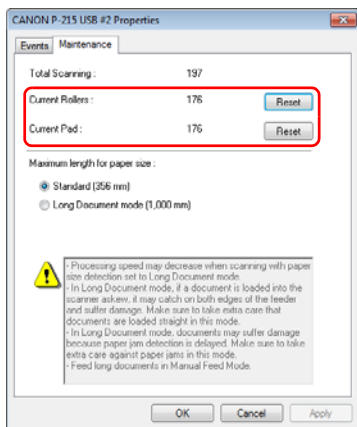 CANON P-215 USB #2 Properties
Events Maintenance
Total Scanning : 197
Current Rollers : 176 Reset
Current Pad : 176 Reset
Maximum length for paper size :
Standard (356 mm)
Long Document mode (1,000 mm)
- Processing speed may decrease when scanning with paper
size detection set to Long Document mode.
- In Long Document mode, if a document is loaded into the
scanner askew, it may catch on both edges of the feeder
and suffer damage. Make sure to take extra care that
documents are loaded straight in this mode.
- In Long Document mode, documents may suffer damage
because paper jam detection is delayed. Make sure to take
extra care against paper jams in this mode.
- Feed long documents in Manual Feed Mode.
OK Cancel Apply